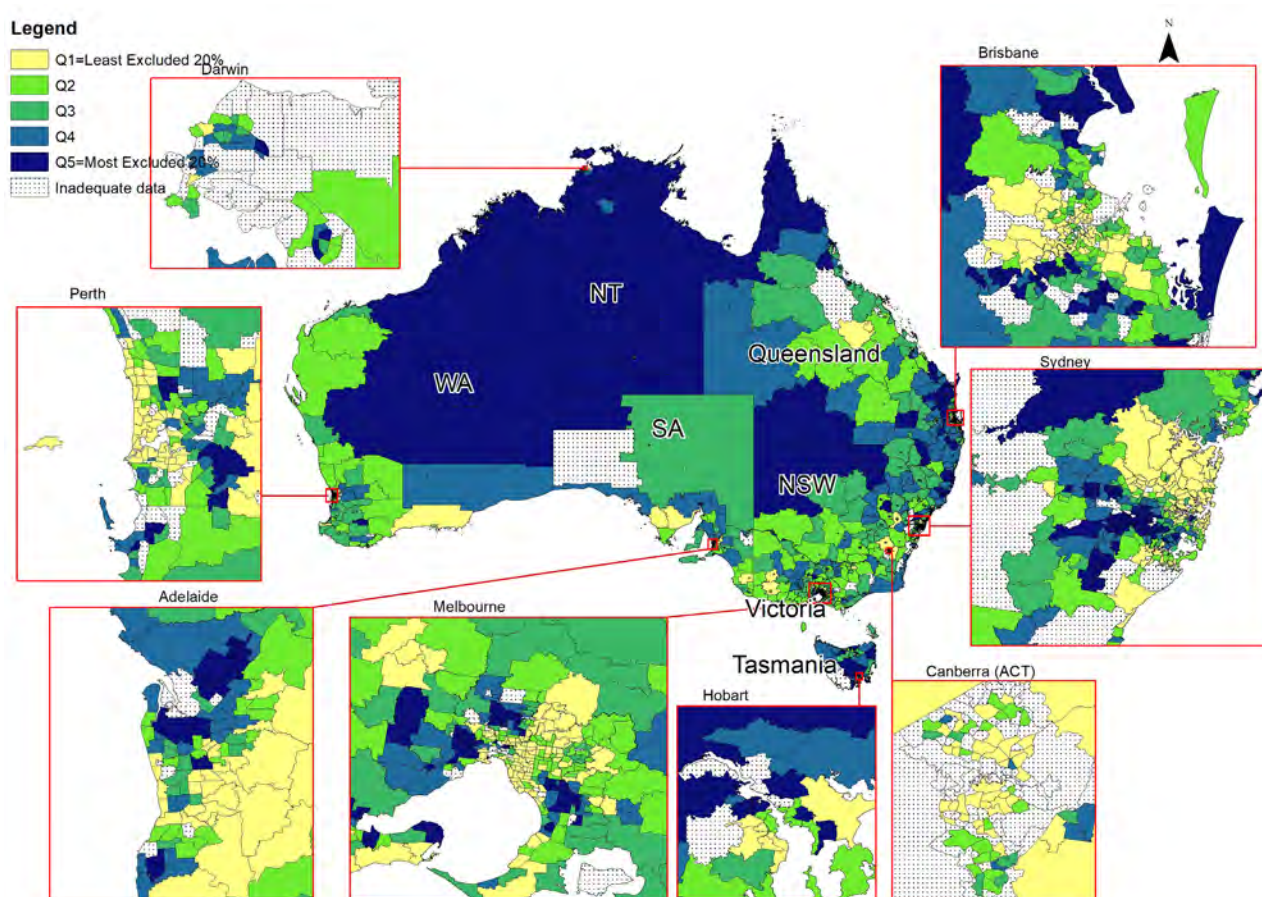 Legend
Q1=Least Excluded 20%
Q2
Q3
Q4
Q5=Most Excluded 20%
Inadequate data
Darwin
N
Brisbane
Perth
Sydney
NT
Queensland
WA
SA
NSW
Adelaide
Melbourne
Victoria
Tasmania
Hobart
Canberra (ACT)